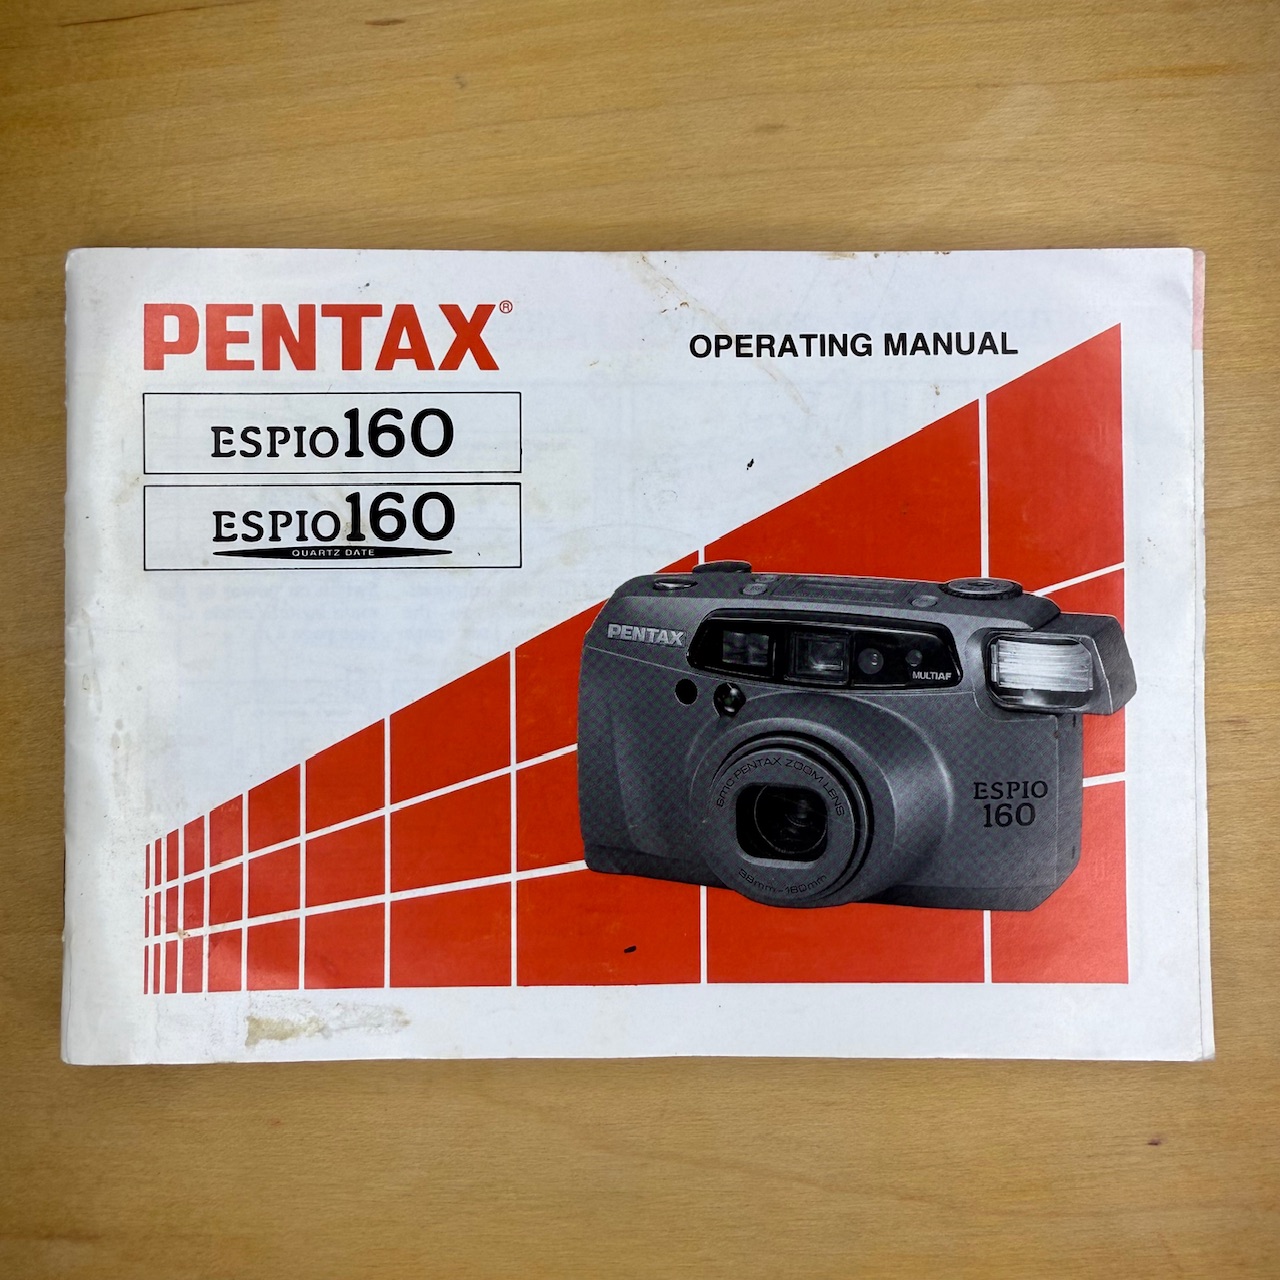 PENTAX®
OPERATING MANUAL
ESPIO160
ESPIO160
QUARTZ DATE
PENTAX
MULTIAF
smc PENTAX ZOOM LENS
38mm-160mm
ESPIO
160